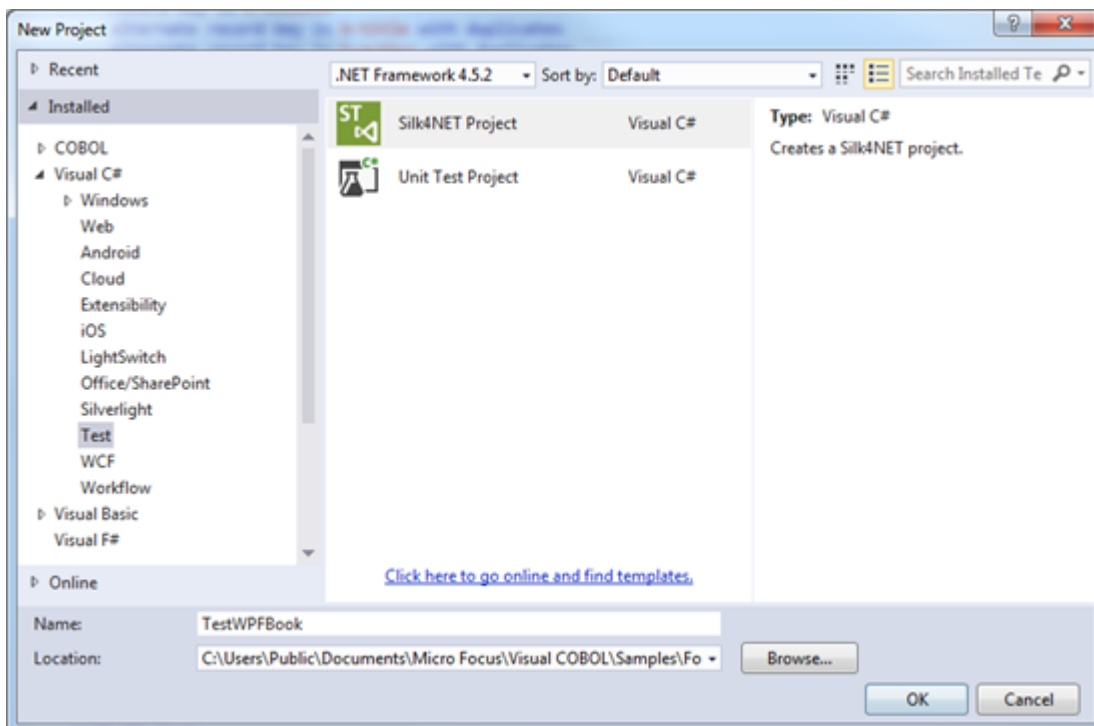 New Project
Recent
.NET Framework 4.5.2 Sort by: Default Search Installed Te
Installed
COBOL
Visual C#
Windows
Web
Android
Cloud
Extensibility
iOS
LightSwitch
Office/SharePoint
Silverlight
Test
WCF
Workflow
Visual Basic
Visual F#
Online
ST Silk4NET Project Visual C#
C# Unit Test Project Visual C#
Click here to go online and find templates.
Type: Visual C#
Creates a Silk4NET project.
Name: TestWPFBook
Location: C:\Users\Public\Documents\Micro Focus\Visual COBOL\Samples\Fo Browse...
OK Cancel